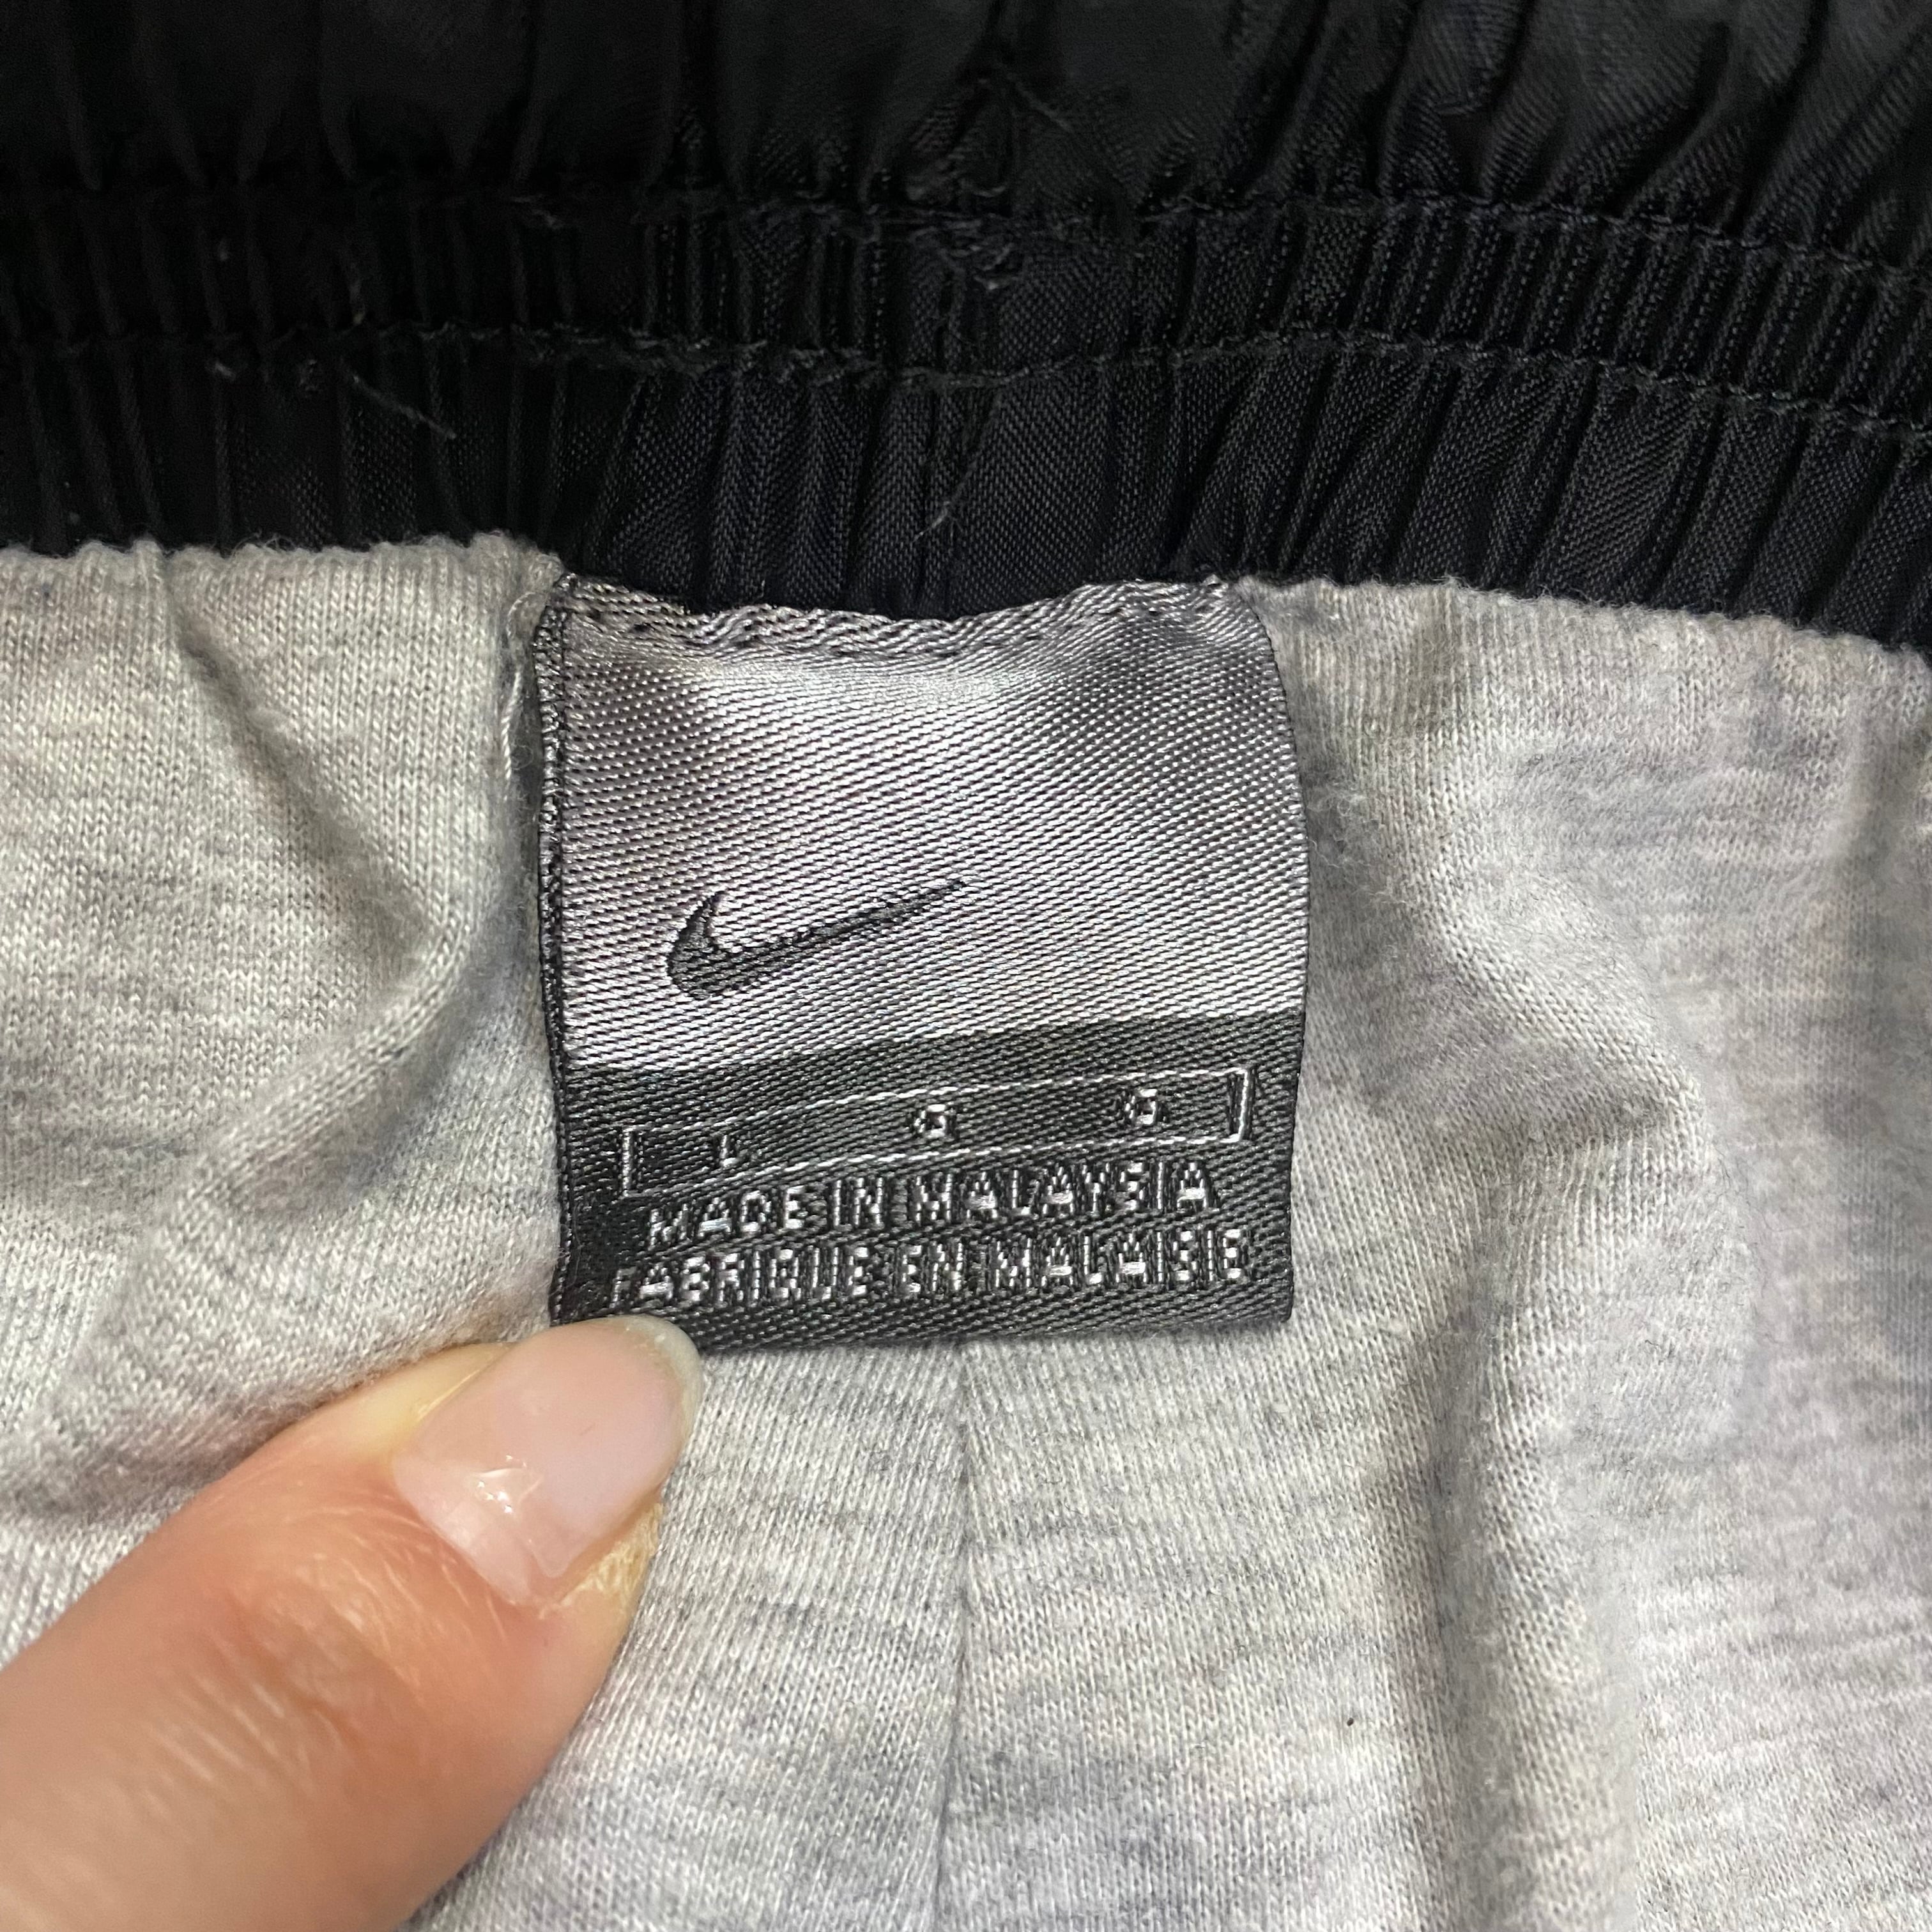 L G G
MADE IN MALAYSIA
FABRIQUE EN MALAISIE